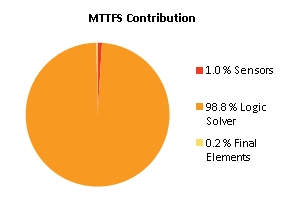 MTTFS Contribution
1.0% Sensors
98.8% Logic
Solver
0.2% Final
Elements